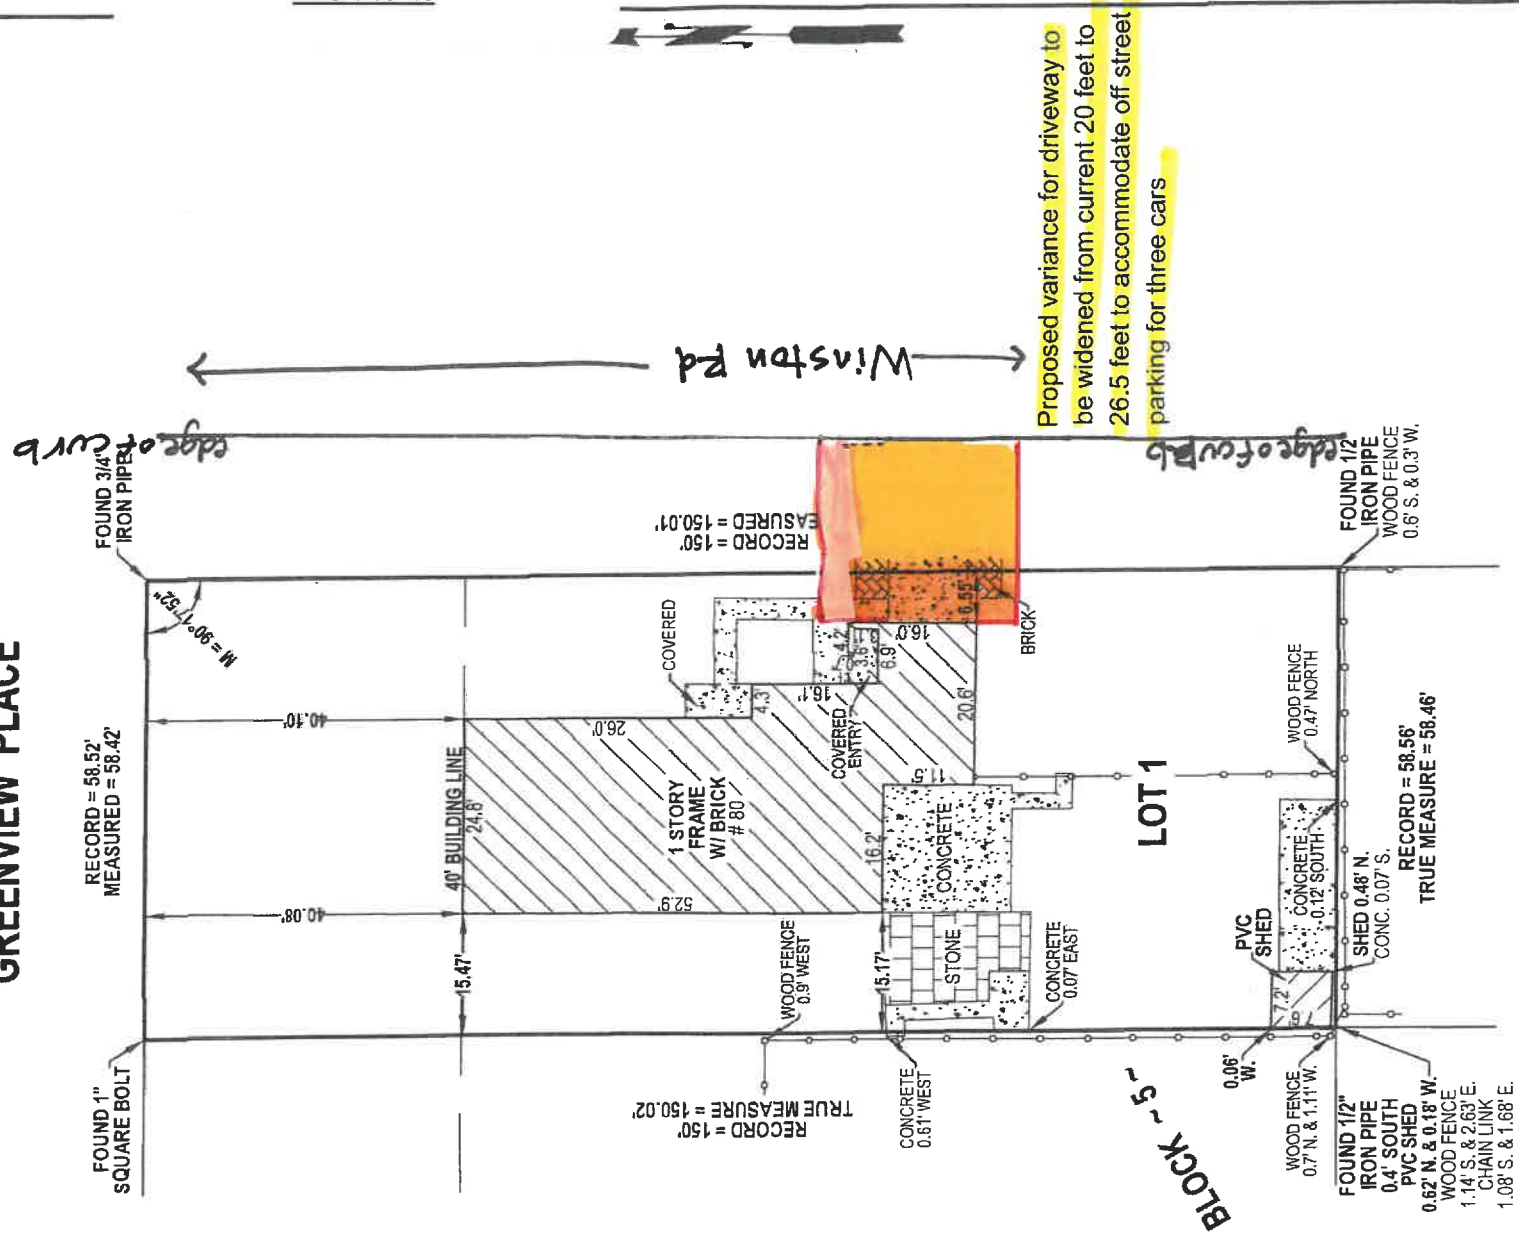 GREENVIEW PLACE
RECORD = 58.52'
MEASURED = 58.42'
FOUND 1"
SQUARE BOLT
FOUND 3/4"
IRON PIPE
M = 90°17'52"
edge of curb
40.08'
40.10'
40' BUILDING LINE
24.6'
15.47'
26.0'
52.9'
1 STORY
FRAME
W/ BRICK
# 80
COVERED
4.3'
16.1'
COVERED
ENTRY
4.2'
3.6'
6.9'
16.0'
6.55'
20.6'
11.5'
16.2'
15.17'
BRICK
RECORD = 150'
EASURED = 150.01'
Winston Rd
Proposed variance for driveway to
be widened from current 20 feet to
26.5 feet to accommodate off street
parking for three cars
edge of curb
CONCRETE
STONE
WOOD FENCE
0.9' WEST
CONCRETE
0.61' WEST
CONCRETE
0.07' EAST
RECORD = 150'
TRUE MEASURE = 150.02'
LOT 1
BLOCK ~ 5 ~
WOOD FENCE
0.47' NORTH
PVC
SHED
CONCRETE
0.12' SOUTH
7.2'
7.6'
0.06'
W.
WOOD FENCE
0.7' N. & 1.11' W.
SHED 0.48' N.
CONC. 0.07' S.
RECORD = 58.56'
TRUE MEASURE = 58.46'
FOUND 1/2
IRON PIPE
WOOD FENCE
0.6' S. & 0.3' W.
FOUND 1/2"
IRON PIPE
0.4' SOUTH
PVC SHED
0.62' N. & 0.18' W.
WOOD FENCE
1.14' S. & 2.63' E.
CHAIN LINK
1.08' S. & 1.68' E.